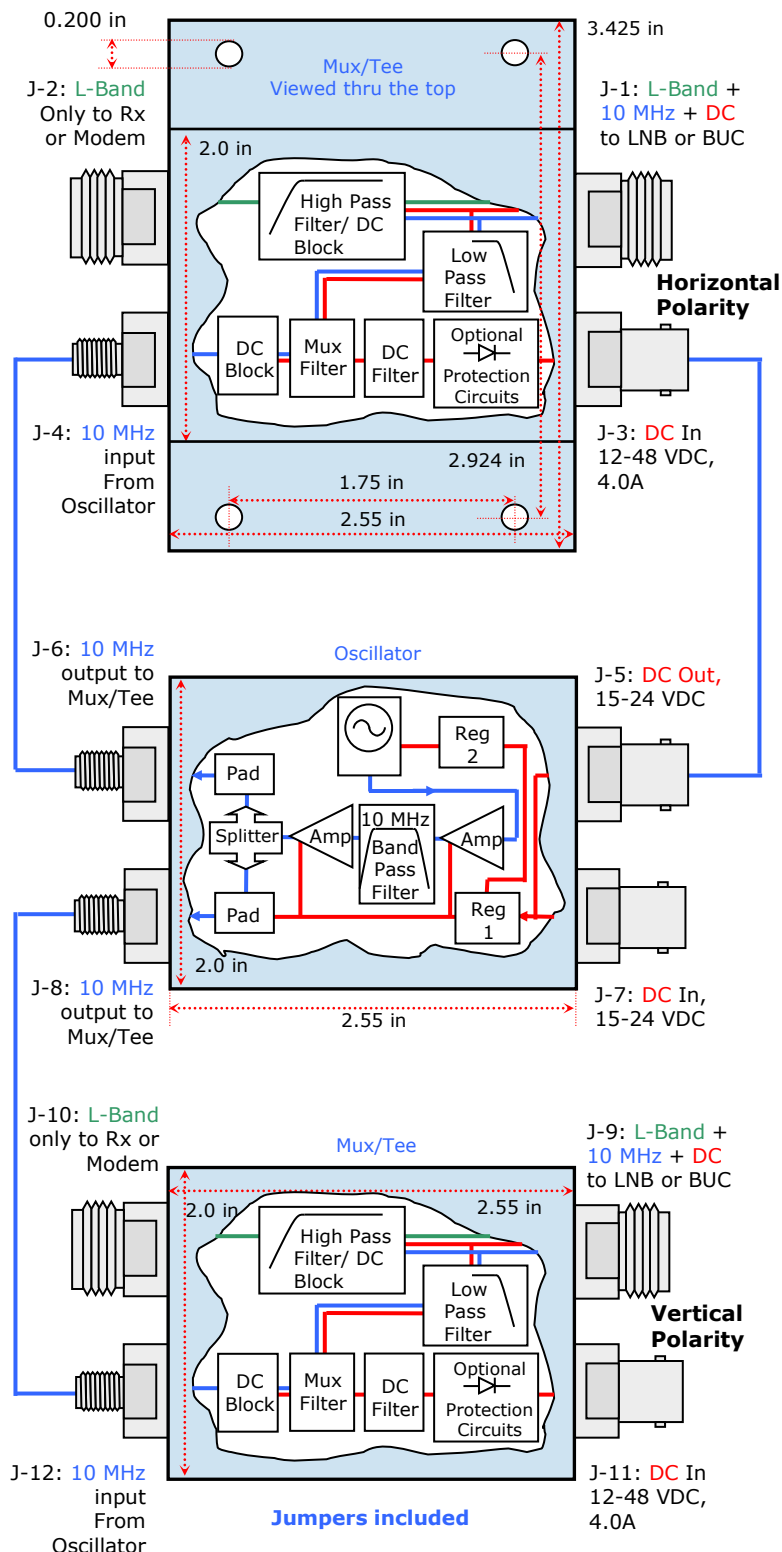 0.200 in
3.425 in
Mux/Tee
Viewed thru the top
J-2: L-Band
Only to Rx
or Modem
J-1: L-Band +
10 MHz + DC
to LNB or BUC
2.0 in
High Pass
Filter/ DC
Block
Low
Pass
Filter
Horizontal
Polarity
DC
Block
Mux
Filter
DC
Filter
Optional
Protection
Circuits
J-4: 10 MHz
input
From
Oscillator
J-3: DC In
12-48 VDC,
4.0A
2.924 in
1.75 in
2.55 in
J-6: 10 MHz
output to
Mux/Tee
Oscillator
J-5: DC Out,
15-24 VDC
Reg
2
Pad
Splitter
Amp
10 MHz
Band
Pass
Filter
Amp
Pad
Reg
1
2.0 in
J-8: 10 MHz
output to
Mux/Tee
2.55 in
J-7: DC In,
15-24 VDC
J-10: L-Band
only to Rx or
Modem
Mux/Tee
J-9: L-Band +
10 MHz + DC
to LNB or BUC
2.0 in
2.55 in
High Pass
Filter/ DC
Block
Low
Pass
Filter
Vertical
Polarity
DC
Block
Mux
Filter
DC
Filter
Optional
Protection
Circuits
J-12: 10 MHz
input
From
Oscillator
Jumpers included
J-11: DC In
12-48 VDC,
4.0A